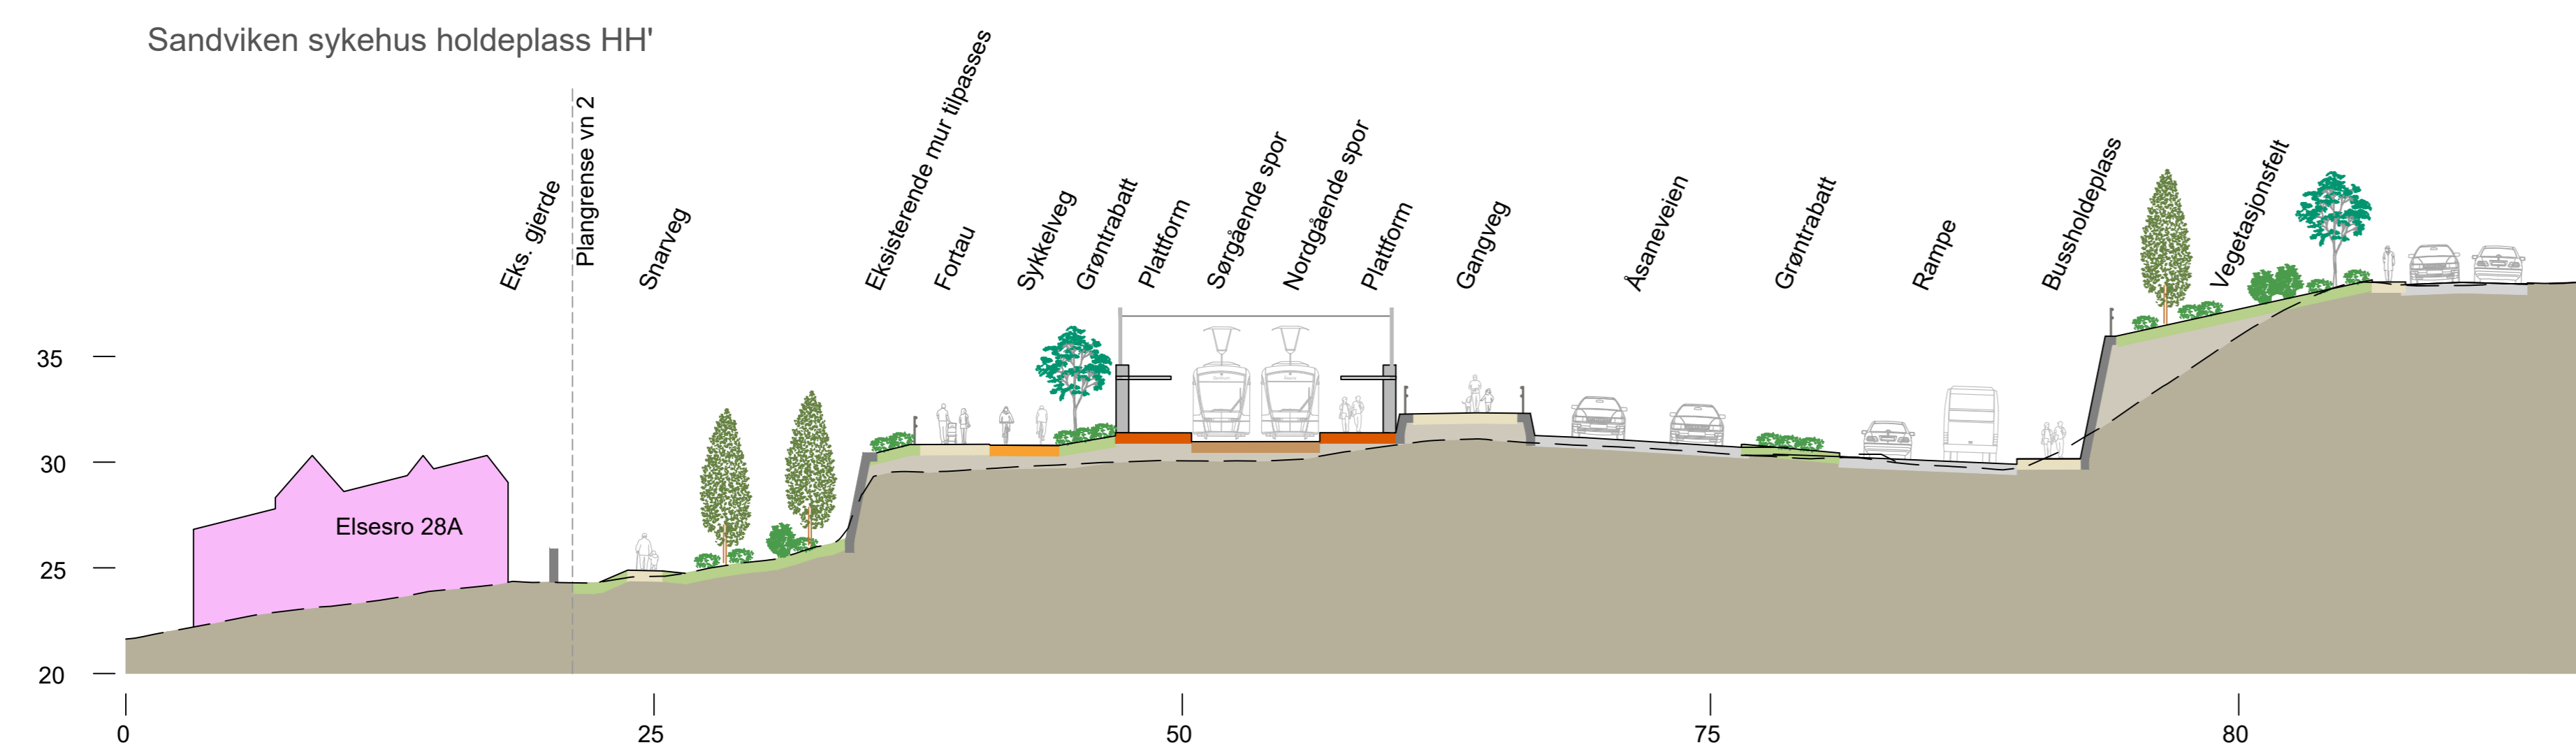 Sandviken sykehus holdeplass HH'
Eks. gjerde
Plangrense vn 2
Snarveg
Eksisterende mur tilpasses
Fortau
Sykkelveg
Grøntrabatt
Plattform
Sørgående spor
Nordgående spor
Plattform
Gangveg
Åsaneveien
Grøntrabatt
Rampe
Bussholdeplass
Vegetasjonsfelt
35
30
Elsesro 28A
25
20
0
25
50
75
80